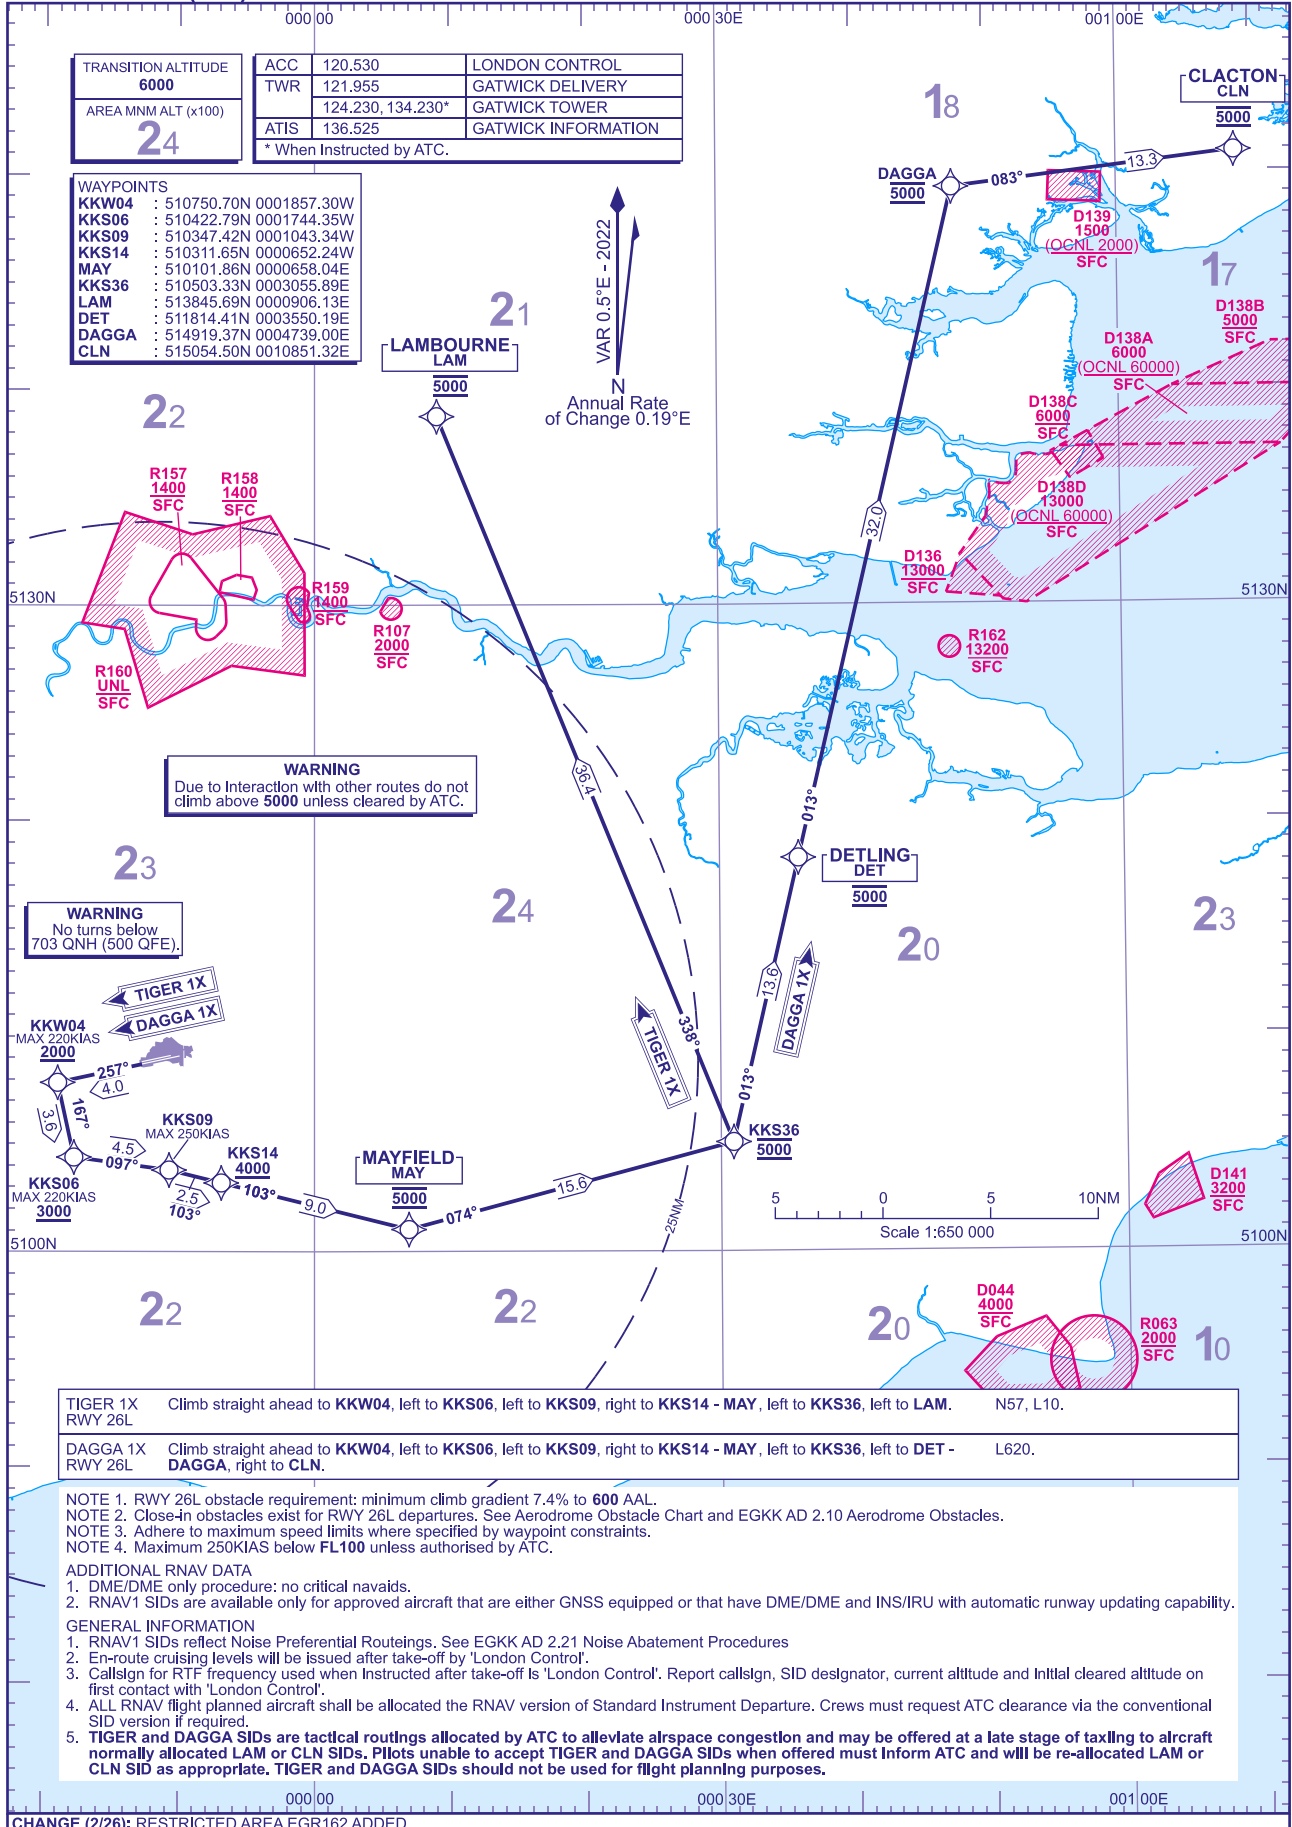 000 00
000 30E
001 00E
TRANSITION ALTITUDE
6000
AREA MNM ALT (x100)
24
ACC 120.530 LONDON CONTROL
TWR 121.955 GATWICK DELIVERY
124.230, 134.230* GATWICK TOWER
ATIS 136.525 GATWICK INFORMATION
* When Instructed by ATC.
WAYPOINTS
KKW04 : 510750.70N 0001857.30W
KKS06 : 510422.79N 0001744.35W
KKS09 : 510347.42N 0001043.34W
KKS14 : 510311.65N 0000652.24W
MAY : 510101.86N 0000658.04E
KKS36 : 510503.33N 0003055.89E
LAM : 513845.69N 0000906.13E
DET : 511814.41N 0003550.19E
DAGGA : 514919.37N 0004739.00E
CLN : 515054.50N 0010851.32E
18
CLACTON
CLN
5000
DAGGA
5000
083°
13.3
D139
1500
(OCNL 2000)
SFC
17
VAR 0.5°E - 2022
N
Annual Rate
of Change 0.19°E
21
LAMBOURNE
LAM
5000
D138B
5000
SFC
D138A
6000
(OCNL 60000)
SFC
D138C
6000
SFC
D138D
13000
(OCNL 60000)
SFC
22
R157
1400
SFC
R158
1400
SFC
32.0
D136
13000
SFC
R159
1400
SFC
5130N
5130N
R107
2000
SFC
R162
13200
SFC
R160
UNL
SFC
WARNING
Due to Interaction with other routes do not
climb above 5000 unless cleared by ATC.
36.4
013°
23
DETLING
DET
5000
24
20
23
WARNING
No turns below
703 QNH (500 QFE).
TIGER 1X
DAGGA 1X
13.6
DAGGA 1X
TIGER 1X
338°
KKW04
MAX 220KIAS
2000
257°
4.0
013°
167°
3.6
KKS09
MAX 250KIAS
4.5
097°
KKS14
4000
KKS36
5000
MAYFIELD
MAY
5000
KKS06
MAX 220KIAS
3000
2.5
103°
103°
9.0
15.6
074°
25NM
D141
3200
SFC
5 0 5 10NM
Scale 1:650 000
5100N
5100N
22
22
20
D044
4000
SFC
R063
2000
SFC
10
TIGER 1X Climb straight ahead to KKW04, left to KKS06, left to KKS09, right to KKS14 - MAY, left to KKS36, left to LAM. N57, L10.
RWY 26L
DAGGA 1X Climb straight ahead to KKW04, left to KKS06, left to KKS09, right to KKS14 - MAY, left to KKS36, left to DET - L620.
RWY 26L DAGGA, right to CLN.
NOTE 1. RWY 26L obstacle requirement: minimum climb gradient 7.4% to 600 AAL.
NOTE 2. Close-in obstacles exist for RWY 26L departures. See Aerodrome Obstacle Chart and EGKK AD 2.10 Aerodrome Obstacles.
NOTE 3. Adhere to maximum speed limits where specified by waypoint constraints.
NOTE 4. Maximum 250KIAS below FL100 unless authorised by ATC.
ADDITIONAL RNAV DATA
1. DME/DME only procedure: no critical navaids.
2. RNAV1 SIDs are available only for approved aircraft that are either GNSS equipped or that have DME/DME and INS/IRU with automatic runway updating capability.
GENERAL INFORMATION
1. RNAV1 SIDs reflect Noise Preferential Routeings. See EGKK AD 2.21 Noise Abatement Procedures
2. En-route cruising levels will be issued after take-off by 'London Control'.
3. Callsign for RTF frequency used when Instructed after take-off is 'London Control'. Report callsign, SID designator, current altitude and Initial cleared altitude on
first contact with 'London Control'.
4. ALL RNAV flight planned aircraft shall be allocated the RNAV version of Standard Instrument Departure. Crews must request ATC clearance via the conventional
SID version if required.
5. TIGER and DAGGA SIDs are tactical routings allocated by ATC to alleviate airspace congestion and may be offered at a late stage of taxiing to aircraft
normally allocated LAM or CLN SIDs. Pilots unable to accept TIGER and DAGGA SIDs when offered must inform ATC and will be re-allocated LAM or
CLN SID as appropriate. TIGER and DAGGA SIDs should not be used for flight planning purposes.
000 00
000 30E
001 00E
CHANGE (2/26): RESTRICTED AREA EGR162 ADDED